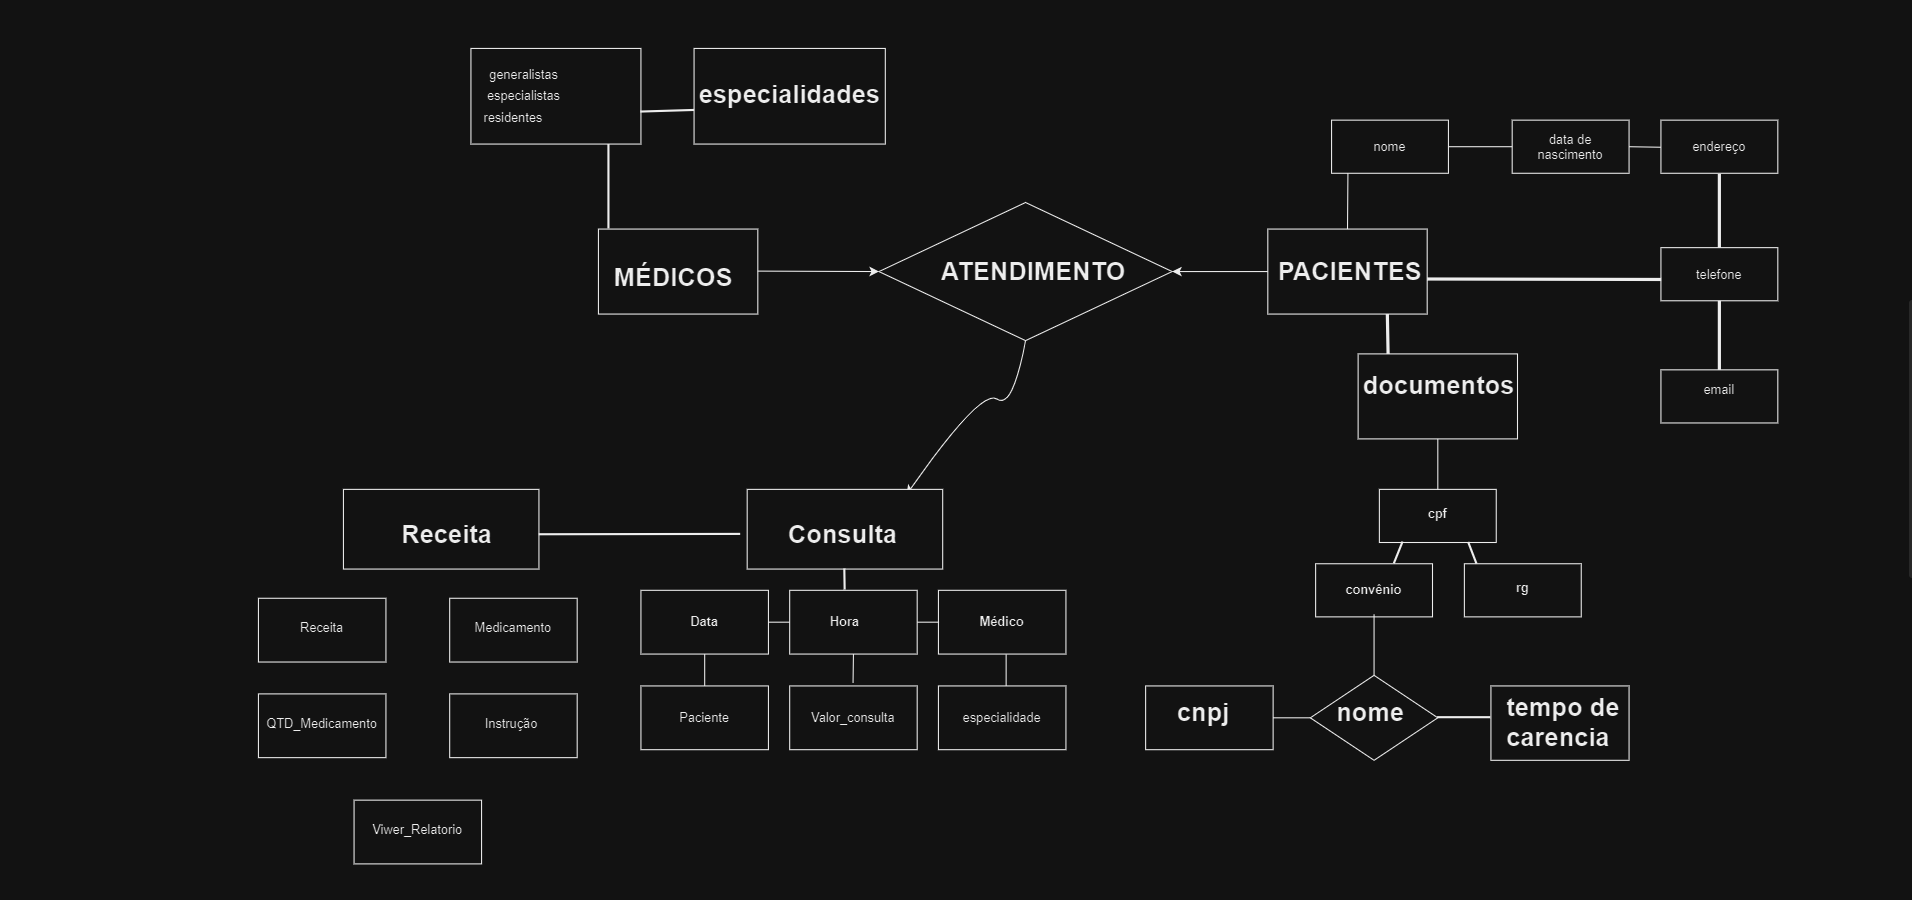 generalistas
especialistas
residentes
especialidades
nome
data de
nascimento
endereço
MÉDICOS
ATENDIMENTO
PACIENTES
telefone
documentos
email
Receita
Consulta
cpf
convênio
rg
Receita
Medicamento
Data
Hora
Médico
QTD_Medicamento
Instrução
Paciente
Valor_consulta
especialidade
cnpj
nome
tempo de
carencia
Viwer_Relatorio